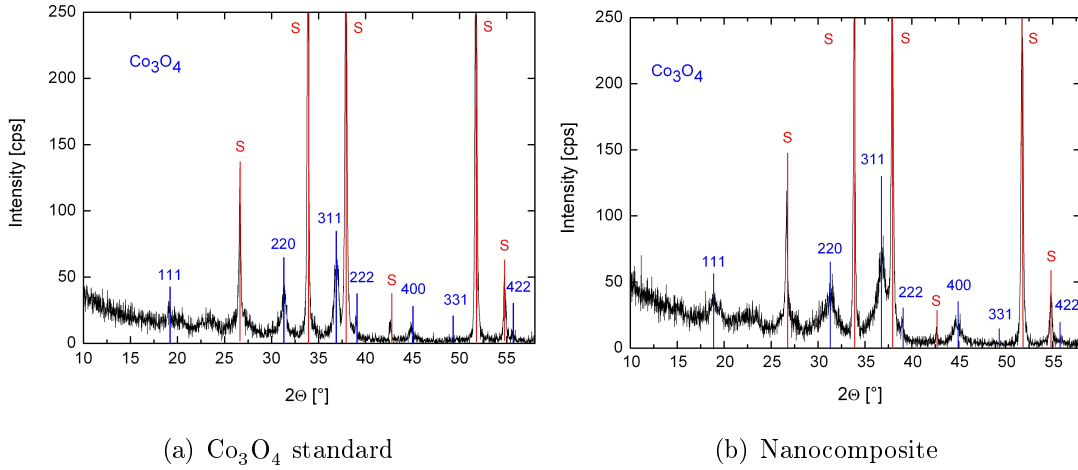 250
200
150
100
50
0
Intensity [cps]
Co₃O₄
S
S
S
S
S
S
111
220
311
222
400
331
422
10 15 20 25 30 35 40 45 50 55
2Θ [°]
(a) Co₃O₄ standard
250
200
150
100
50
0
Intensity [cps]
Co₃O₄
S
S
S
S
S
S
111
220
311
222
400
331
422
10 15 20 25 30 35 40 45 50 55
2Θ [°]
(b) Nanocomposite